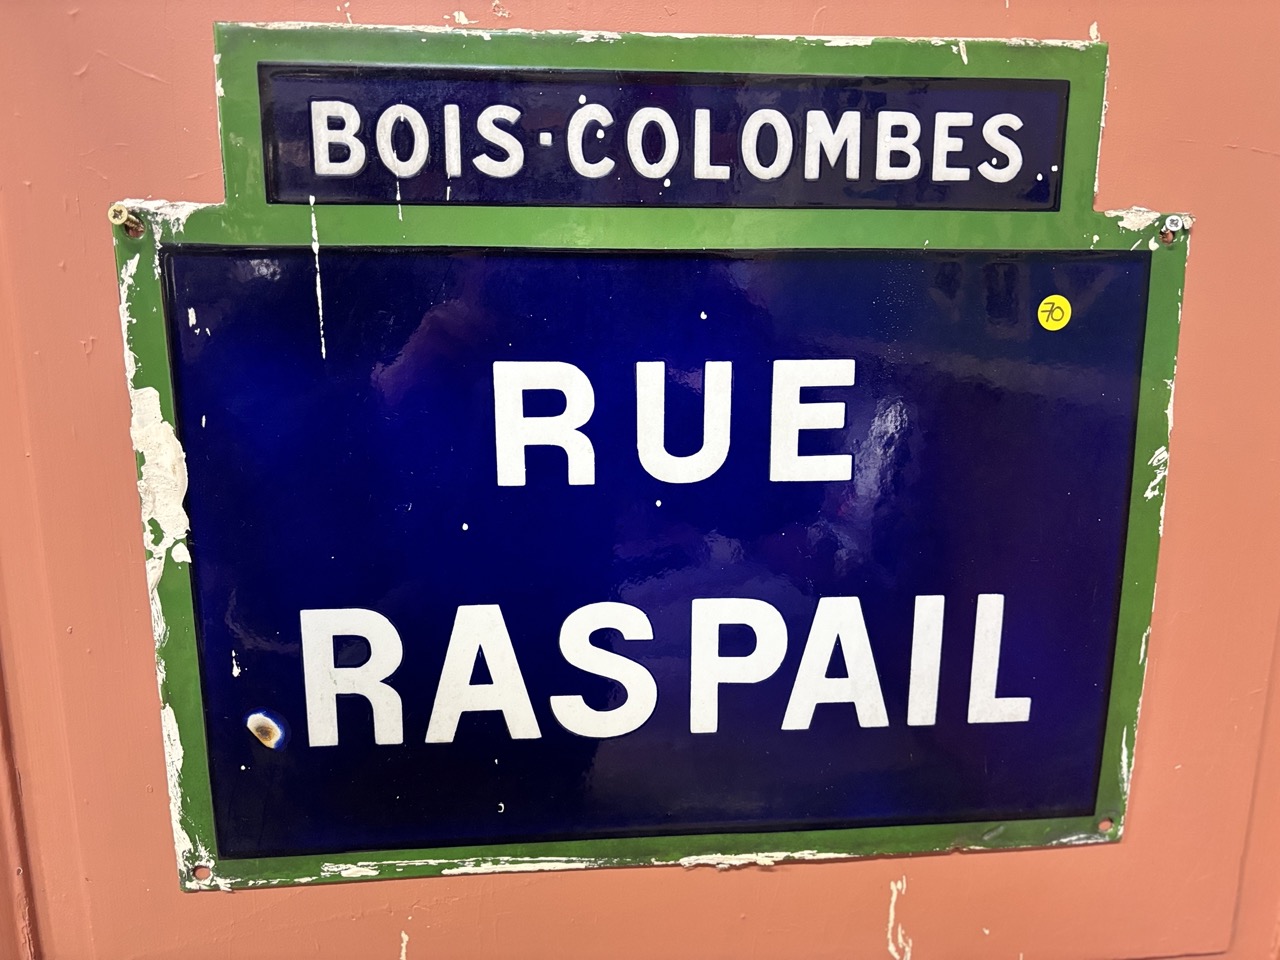 BOIS-COLOMBES
70
RUE
RASPAIL